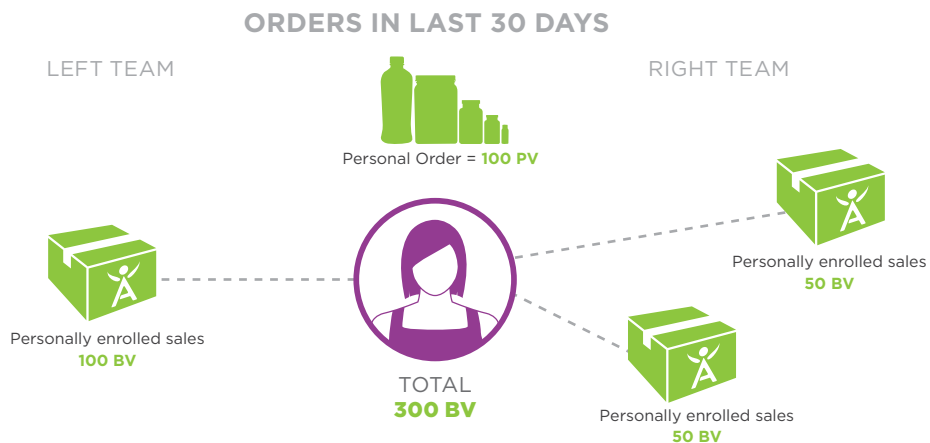 ORDERS IN LAST 30 DAYS
LEFT TEAM
RIGHT TEAM
Personal Order = 100 PV
Personally enrolled sales
50 BV
Personally enrolled sales
100 BV
TOTAL
300 BV
Personally enrolled sales
50 BV